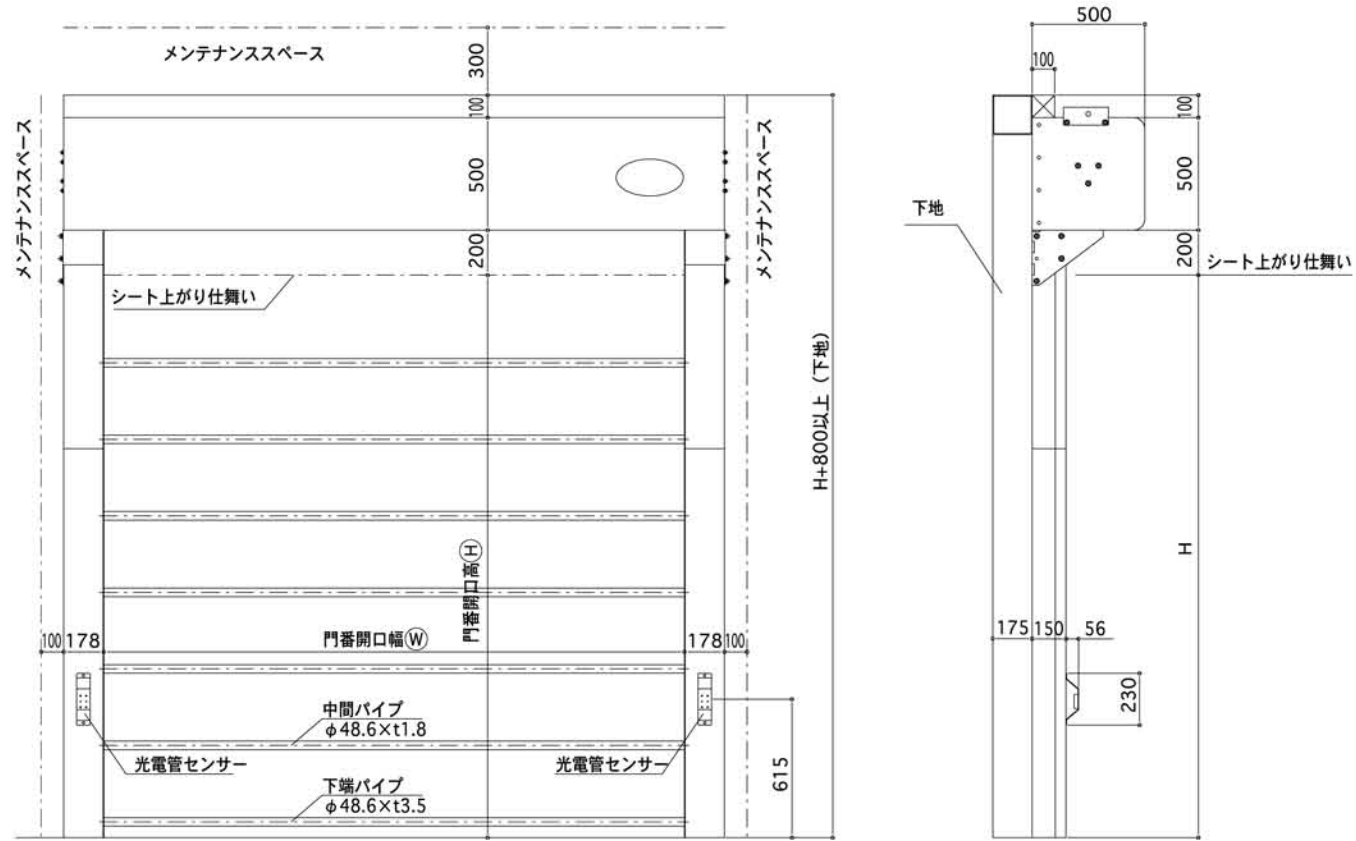 500
メンテナンススペース
300
100
100
100
メンテナンススペース
メンテナンススペース
500
500
下地
200
200
シート上がり仕舞い
シート上がり仕舞い
H+800以上（下地）
門番開口高Ⓗ
H
100
178
門番開口幅Ⓦ
178
100
175
150
56
230
中間パイプ
φ48.6×t1.8
光電管センサー
光電管センサー
615
下端パイプ
φ48.6×t3.5